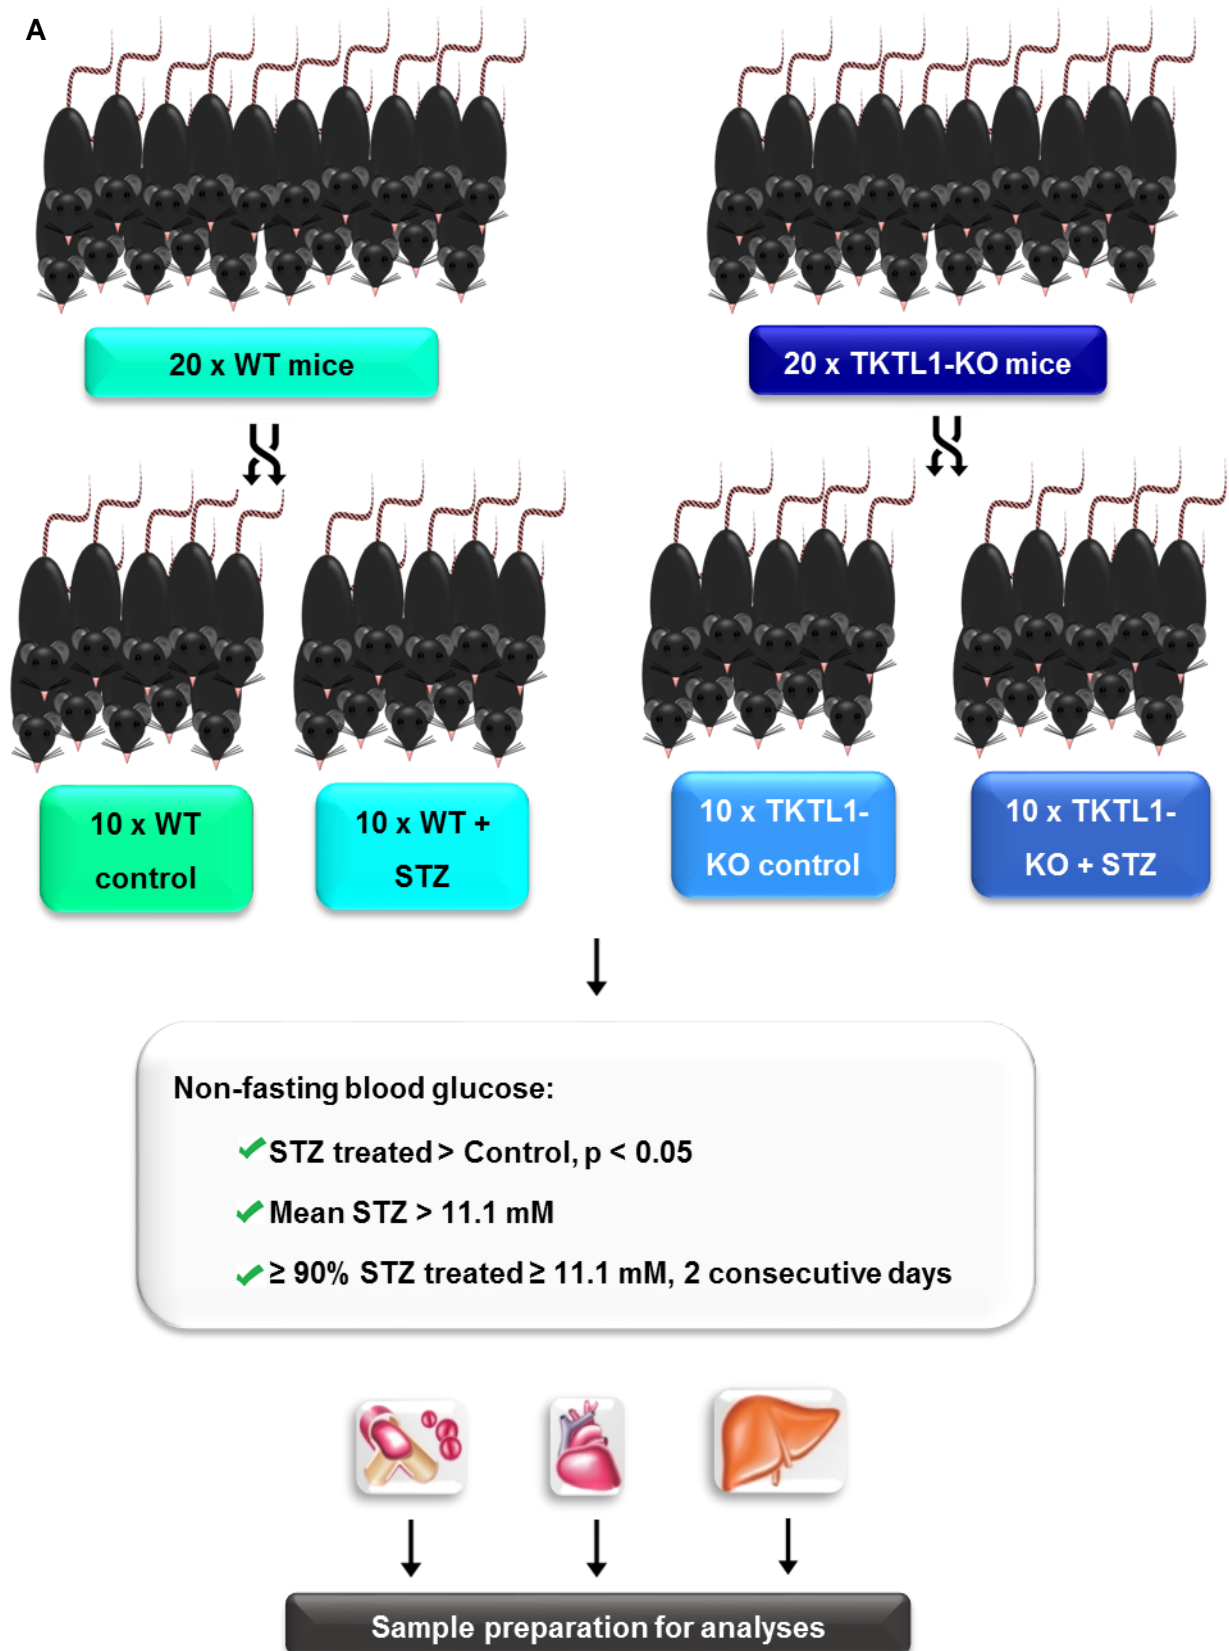 A
20 x WT mice
20 x TKTL1-KO mice
10 x WT
control
10 x WT +
STZ
10 x TKTL1-
KO control
10 x TKTL1-
KO + STZ
Non-fasting blood glucose:
STZ treated > Control, p < 0.05
Mean STZ > 11.1 mM
≥ 90% STZ treated ≥ 11.1 mM, 2 consecutive days
Sample preparation for analyses